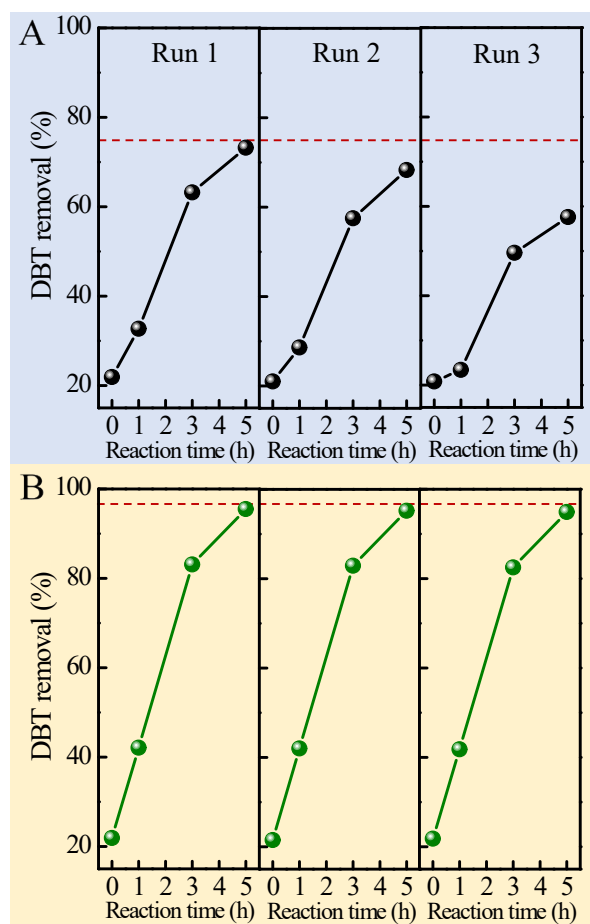 A
Run 1
Run 2
Run 3
DBT removal (%)
100
80
60
40
20
0 1 2 3 4 5
0 1 2 3 4 5
0 1 2 3 4 5
Reaction time (h)
Reaction time (h)
Reaction time (h)
B
DBT removal (%)
100
80
60
40
20
0 1 2 3 4 5
0 1 2 3 4 5
0 1 2 3 4 5
Reaction time (h)
Reaction time (h)
Reaction time (h)